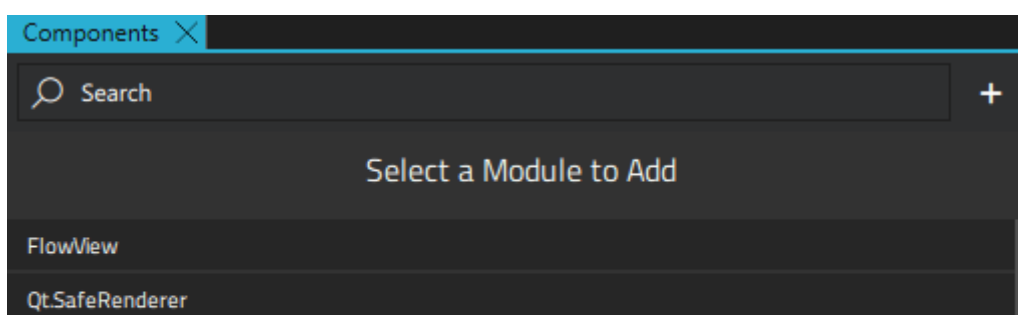 Components
Search
Select a Module to Add
FlowView
Qt.SafeRenderer